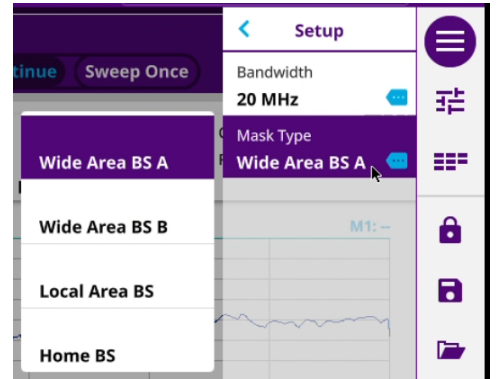 Setup
tinue
Sweep Once
Bandwidth
20 MHz
Mask Type
Wide Area BS A
Wide Area BS A
Wide Area BS B
Local Area BS
Home BS
M1: --